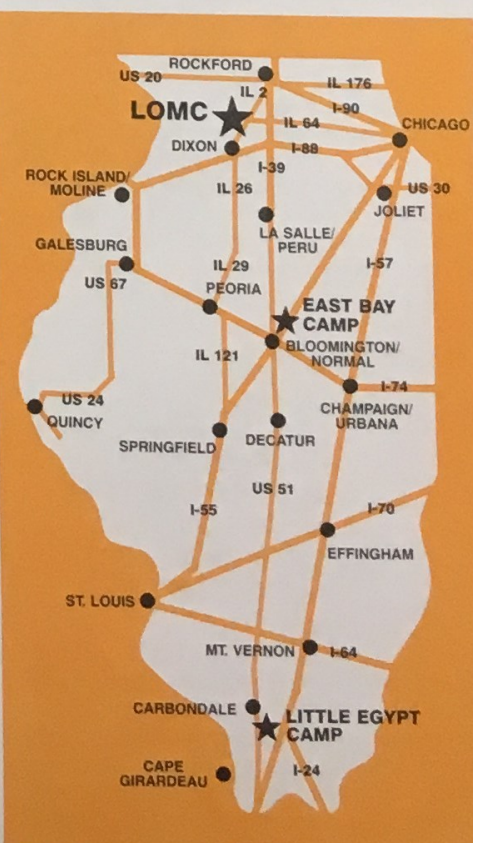 ROCKFORD
US 20
IL 176
IL 2
I-90
LOMC
IL 64
CHICAGO
DIXON
I-88
I-39
ROCK ISLAND/
MOLINE
IL 26
US 30
JOLIET
LA SALLE/
PERU
GALESBURG
I-57
IL 29
US 67
PEORIA
EAST BAY
CAMP
BLOOMINGTON/
NORMAL
IL 121
I-74
US 24
CHAMPAIGN/
URBANA
QUINCY
SPRINGFIELD
DECATUR
US 51
I-55
I-70
EFFINGHAM
ST. LOUIS
MT. VERNON
I-64
CARBONDALE
LITTLE EGYPT
CAMP
CAPE
GIRARDEAU
I-24